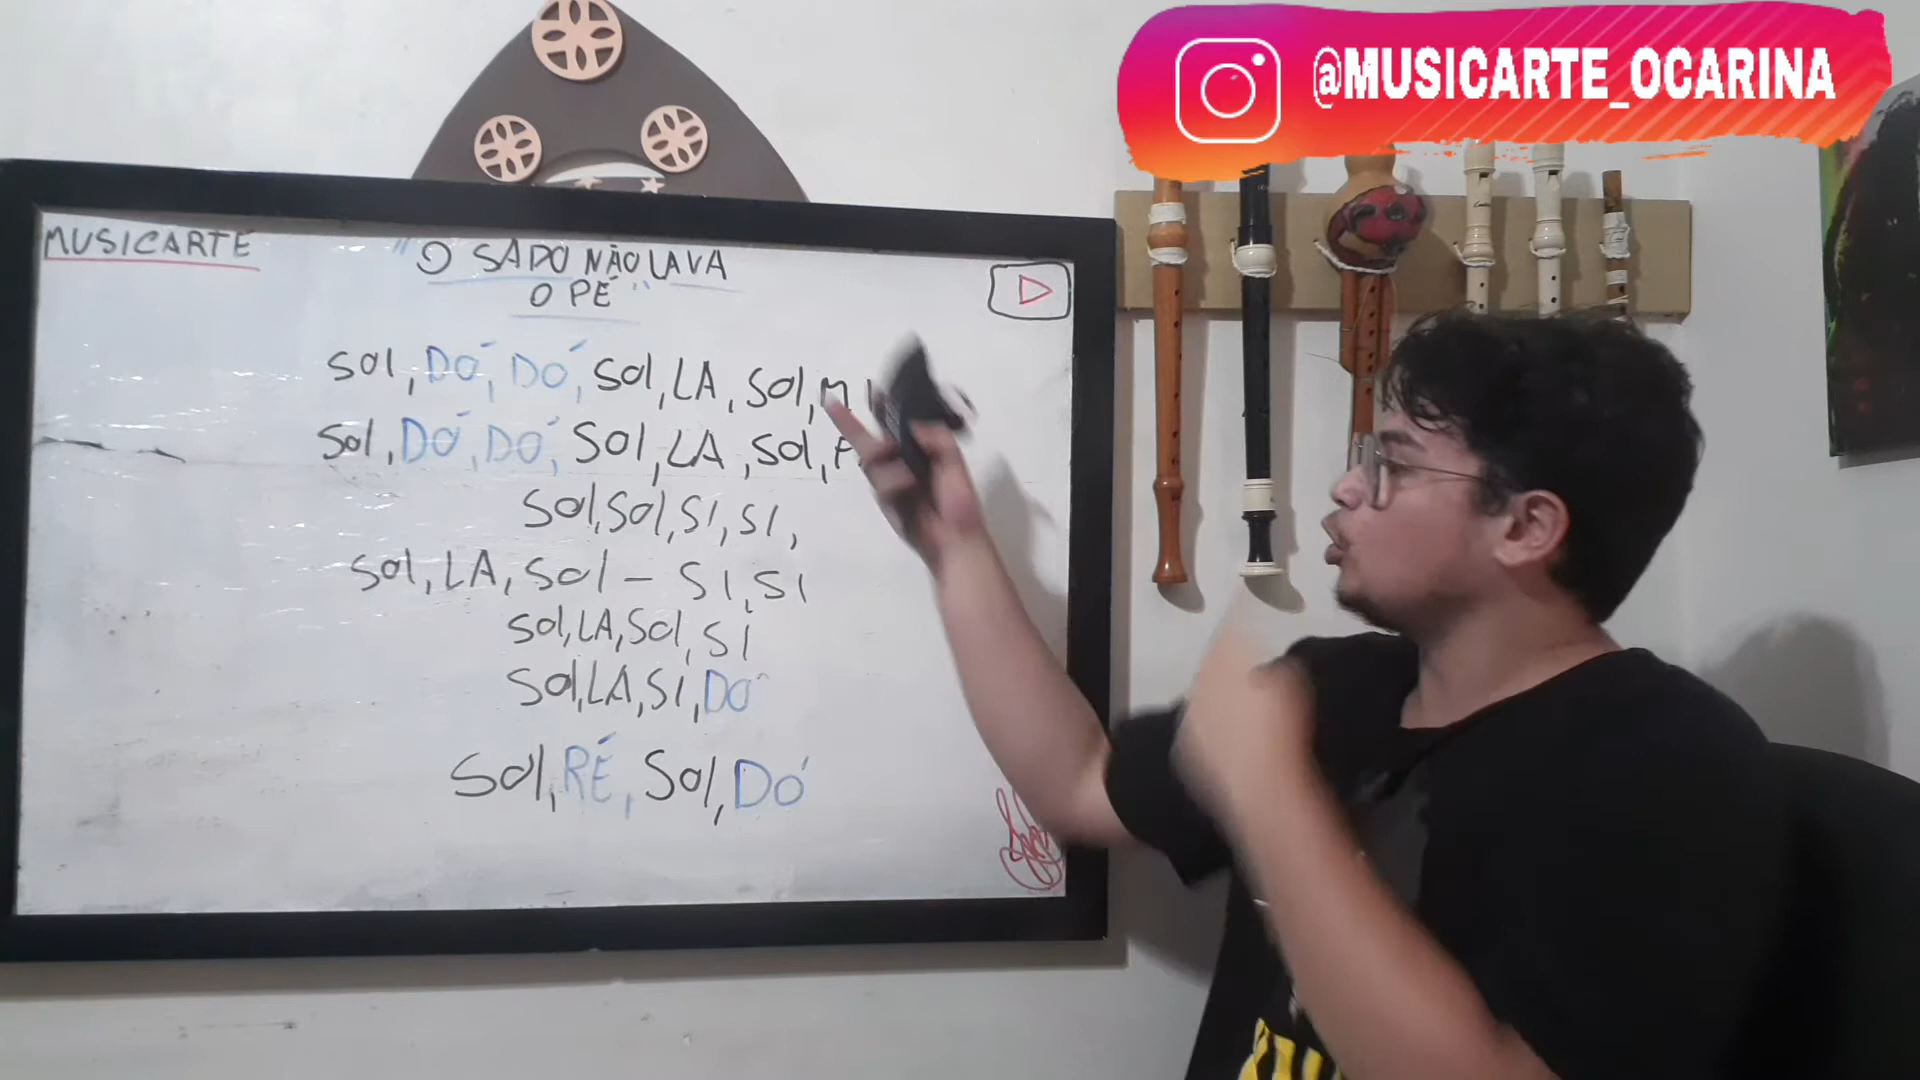 @MUSICARTE_OCARINA
MUSICARTE
"O SAPO NÃO LAVA
O PÉ"
Sol, DÓ, DÓ, Sol, LA, Sol, MI
Sol, DÓ, DÓ, Sol, LA, Sol,
Sol, Sol, SI, SI,
Sol, LA, Sol – SI, SI
Sol, LA, Sol, SI
Sol, LA, SI, DÓ
Sol, RÉ, Sol, DÓ